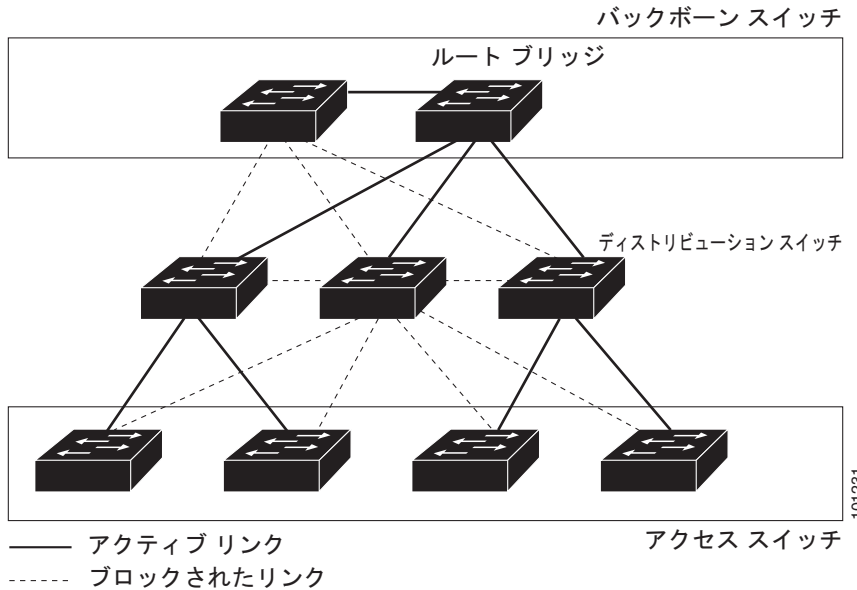 バックボーン スイッチ
ルート ブリッジ
ディストリビューション スイッチ
101231
アクセス スイッチ
アクティブ リンク
ブロックされたリンク